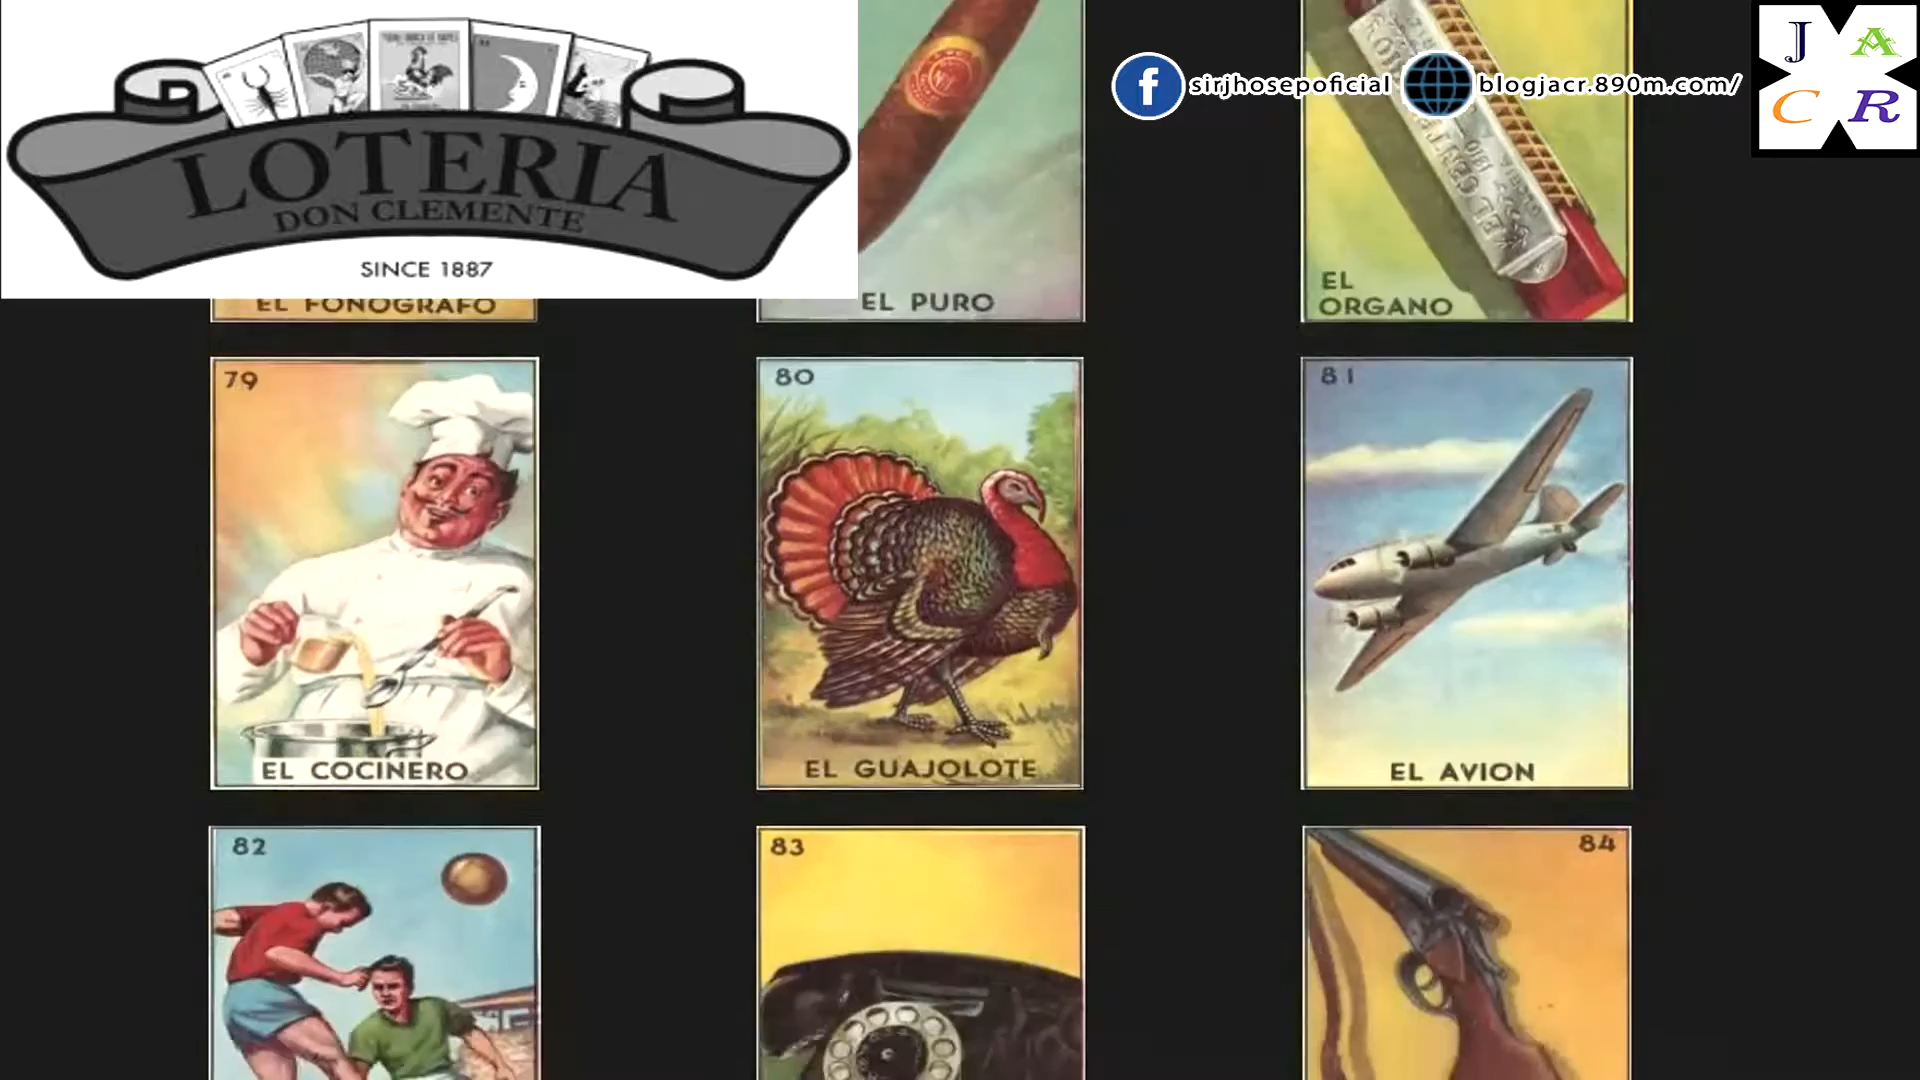 LOTERIA
DON CLEMENTE
SINCE 1887
sirjhosepoficial
blogjacr.890m.com/
J A
C R
EL FONOGRAFO
EL PURO
EL
ORGANO
79
EL COCINERO
80
EL GUAJOLOTE
81
EL AVION
82
83
84